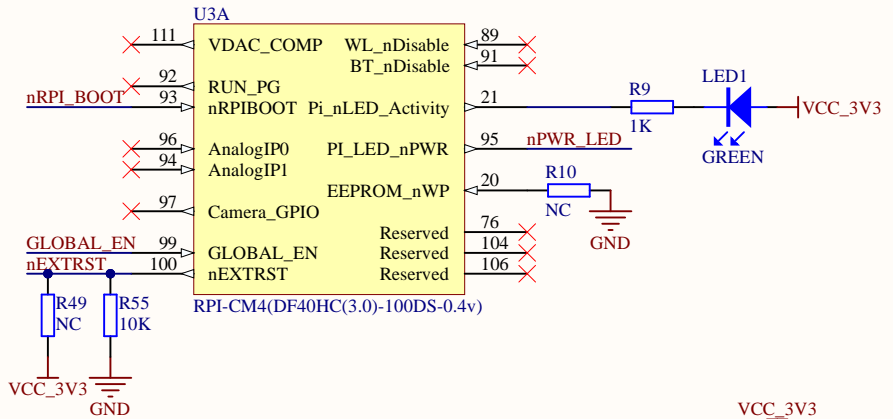 U3A
111 VDAC_COMP WL_nDisable 89
BT_nDisable 91
92 RUN_PG
nRPI_BOOT 93 nRPIBOOT Pi_nLED_Activity 21 R9 1K LED1 GREEN VCC_3V3
96 AnalogIP0 PI_LED_nPWR 95 nPWR_LED
94 AnalogIP1
EEPROM_nWP 20 R10 NC GND
97 Camera_GPIO
Reserved 76
GLOBAL_EN 99 GLOBAL_EN Reserved 104
nEXTRST 100 nEXTRST Reserved 106
RPI-CM4(DF40HC(3.0)-100DS-0.4v)
R49 R55
NC 10K
VCC_3V3
GND
VCC_3V3